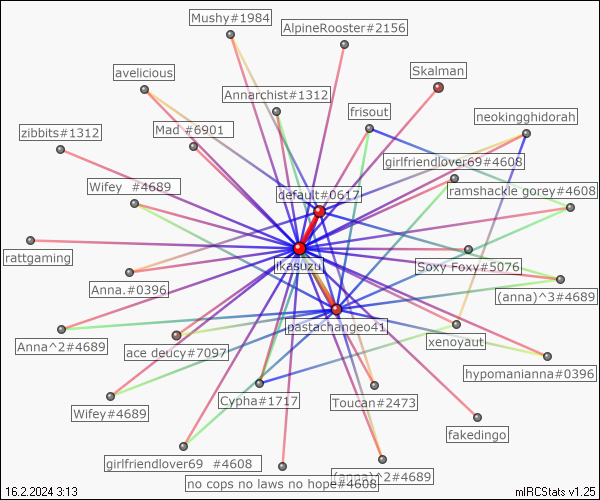 Mushy#1984
AlpineRooster#2156
avelicious
Skalman
Annarchist#1312
frisout
neokingghidorah
zibbits#1312
Mad #6901
girlfriendlover69#4608
Wifey #4689
default#0617
ramshackle gorey#4608
rattgaming
ikasuzu
Soxy Foxy#5076
Anna.#0396
(anna)^3#4689
pastachangeo41
Anna^2#4689
ace deucy#7097
xenoyaut
hypomanianna#0396
Wifey#4689
Cypha#1717
Toucan#2473
fakedingo
girlfriendlover69 #4608
(anna)^2#4689
no cops no laws no hope#4608
16.2.2024 3:13
mIRCStats v1.25